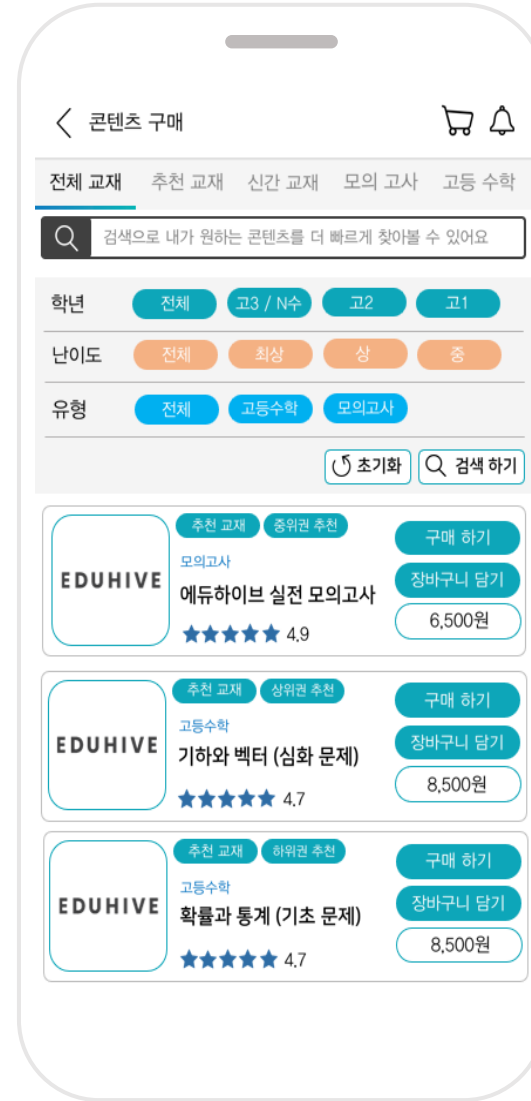 콘텐츠 구매
전체 교재 추천 교재 신간 교재 모의 고사 고등 수학
검색으로 내가 원하는 콘텐츠를 더 빠르게 찾아볼 수 있어요
학년 전체 고3 / N수 고2 고1
난이도 전체 최상 상 중
유형 전체 고등수학 모의고사
초기화 검색 하기
추천 교재 중위권 추천
모의고사
에듀하이브 실전 모의고사
4.9
EDUHIVE
구매 하기
장바구니 담기
6,500원
추천 교재 상위권 추천
고등수학
기하와 벡터 (심화 문제)
4.7
EDUHIVE
구매 하기
장바구니 담기
8,500원
추천 교재 하위권 추천
고등수학
확률과 통계 (기초 문제)
4.7
EDUHIVE
구매 하기
장바구니 담기
8,500원